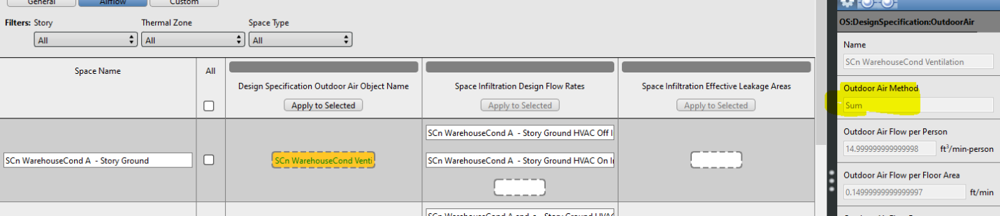 General Airflow Custom
Filters: Story Thermal Zone Space Type
All All All
Space Name All
Design Specification Outdoor Air Object Name Space Infiltration Design Flow Rates Space Infiltration Effective Leakage Areas
Apply to Selected Apply to Selected Apply to Selected
SCn WarehouseCond A - Story Ground HVAC Off I
SCn WarehouseCond A - Story Ground SCn WarehouseCond Venti SCn WarehouseCond A - Story Ground HVAC On I
OS:DesignSpecification:OutdoorAir
Name
SCn WarehouseCond Ventilation
Outdoor Air Method
Sum
Outdoor Air Flow per Person
14.999999999999998 ft³/min·person
Outdoor Air Flow per Floor Area
0.14999999999999997 ft/min